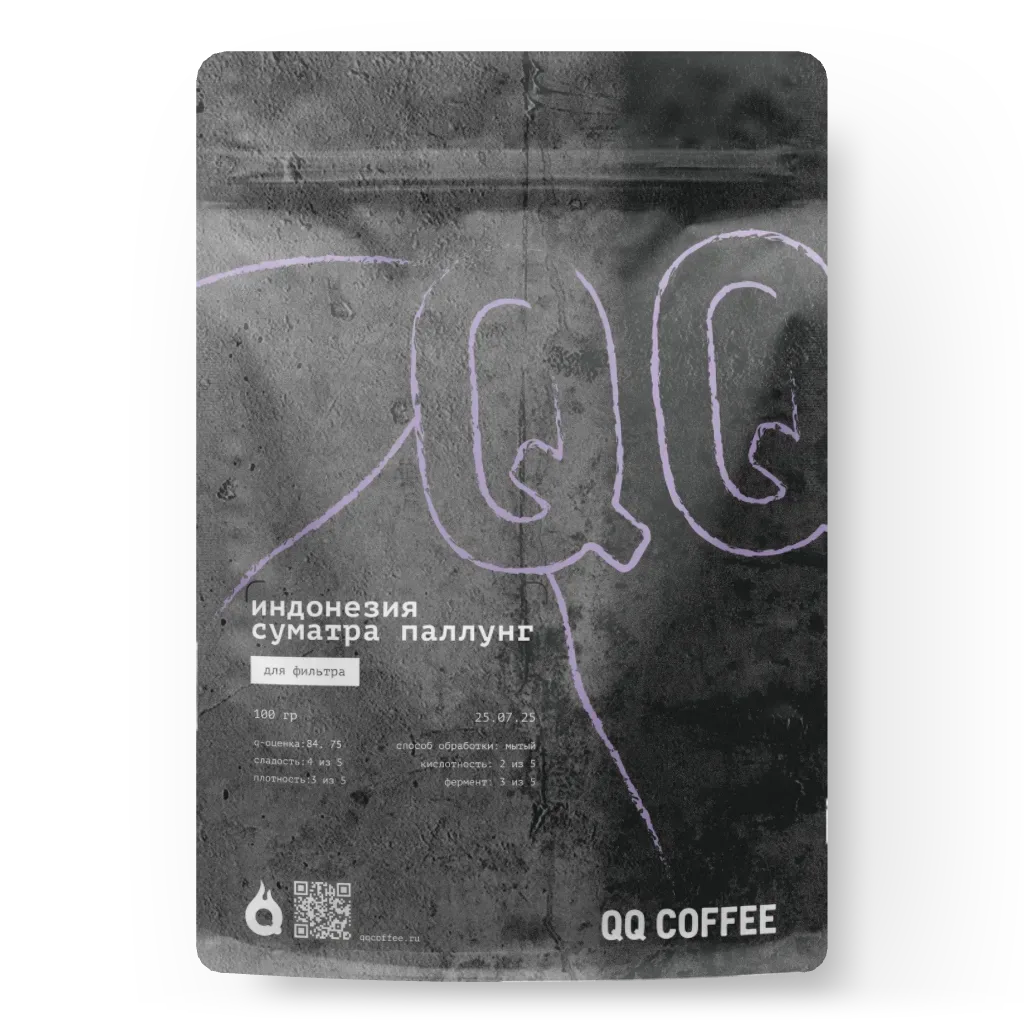 QQ
индонезия
суматра паллунг
для фильтра
100 гр
25.07.25
q-оценка:84, 75
способ обработки: мытый
сладость:4 из 5
кислотность: 2 из 5
плотность:3 из 5
фермент: 3 из 5
qqcoffee.ru
QQ COFFEE